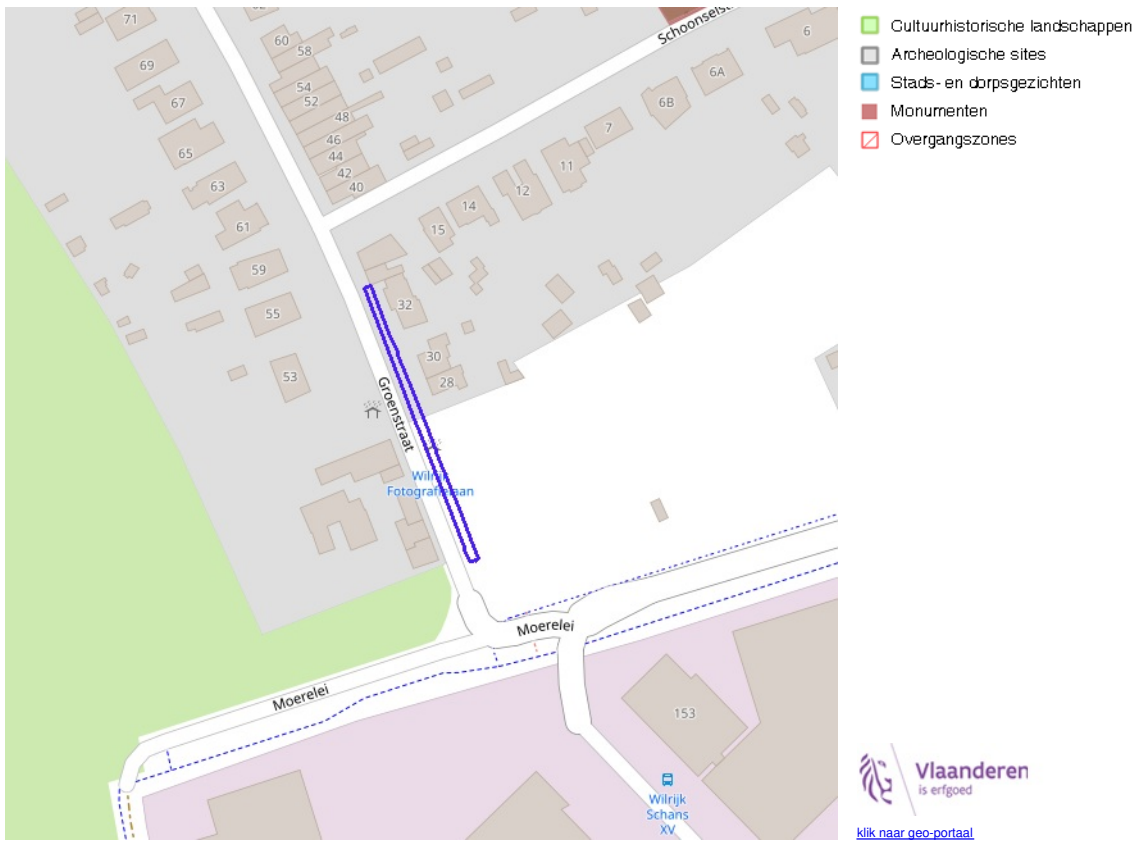 71
69
67
65
63
61
59
55
53
60
58
54
52
48
46
44
42
40
Schoonselst
6
6A
6B
7
11
12
14
15
32
30
28
Groenstraat
Wilrijk
Fotografielaan
Moerelei
Moerelei
153
Wilrijk
Schans
XV
Cultuurhistorische landschappen
Archeologische sites
Stads- en dorpsgezichten
Monumenten
Overgangszones
Vlaanderen
is erfgoed
klik naar geo-portaal